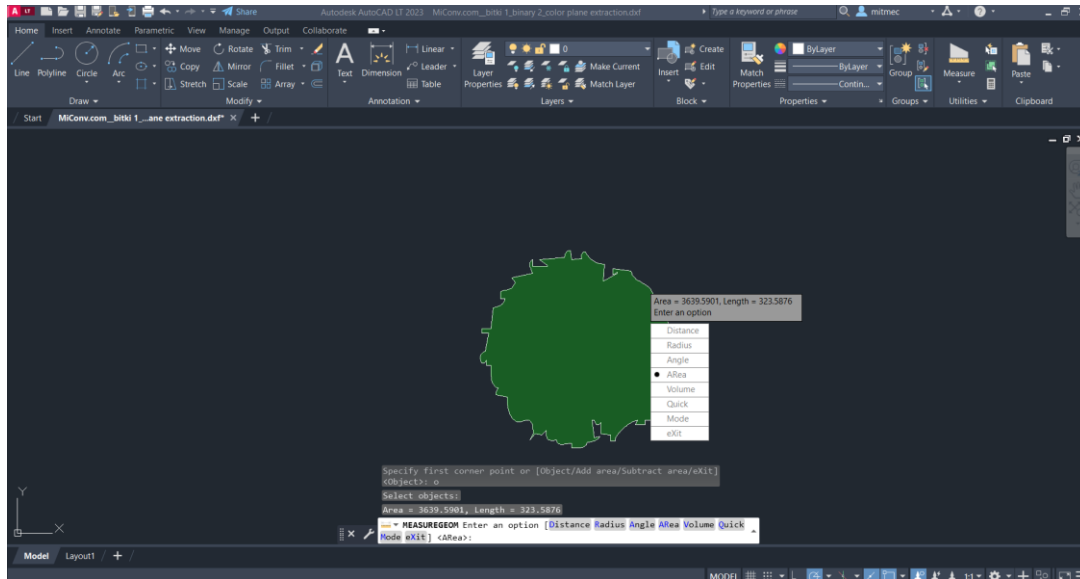 A LT Share Autodesk AutoCAD LT 2023 MiConv.com__bitki 1_binary 2_color plane extraction.dxf Type a keyword or phrase mitmec
Home Insert Annotate Parametric View Manage Output Collaborate
Line Polyline Circle Arc
Move Rotate Trim
Copy Mirror Fillet
Stretch Scale Array
Text Dimension
Linear
Leader
Table
Layer Properties
0
Make Current
Match Layer
Insert
Create
Edit
Match Properties
ByLayer
ByLayer
Contin...
Group
Measure
Paste
Draw Modify Annotation Layers Block Properties Groups Utilities Clipboard
Start MiConv.com__bitki 1_...ane extraction.dxf* × +
Area = 3639.5901, Length = 323.5876
Enter an option
Distance
Radius
Angle
ARea
Volume
Quick
Mode
eXit
Specify first corner point or [Object/Add area/Subtract area/eXit]
<Object>: o
Select objects:
Area = 3639.5901, Length = 323.5876
MEASUREGEOM Enter an option [Distance Radius Angle ARea Volume Quick
Mode eXit] <ARea>:
Y
X
Model Layout1 +
MODEL 1:1